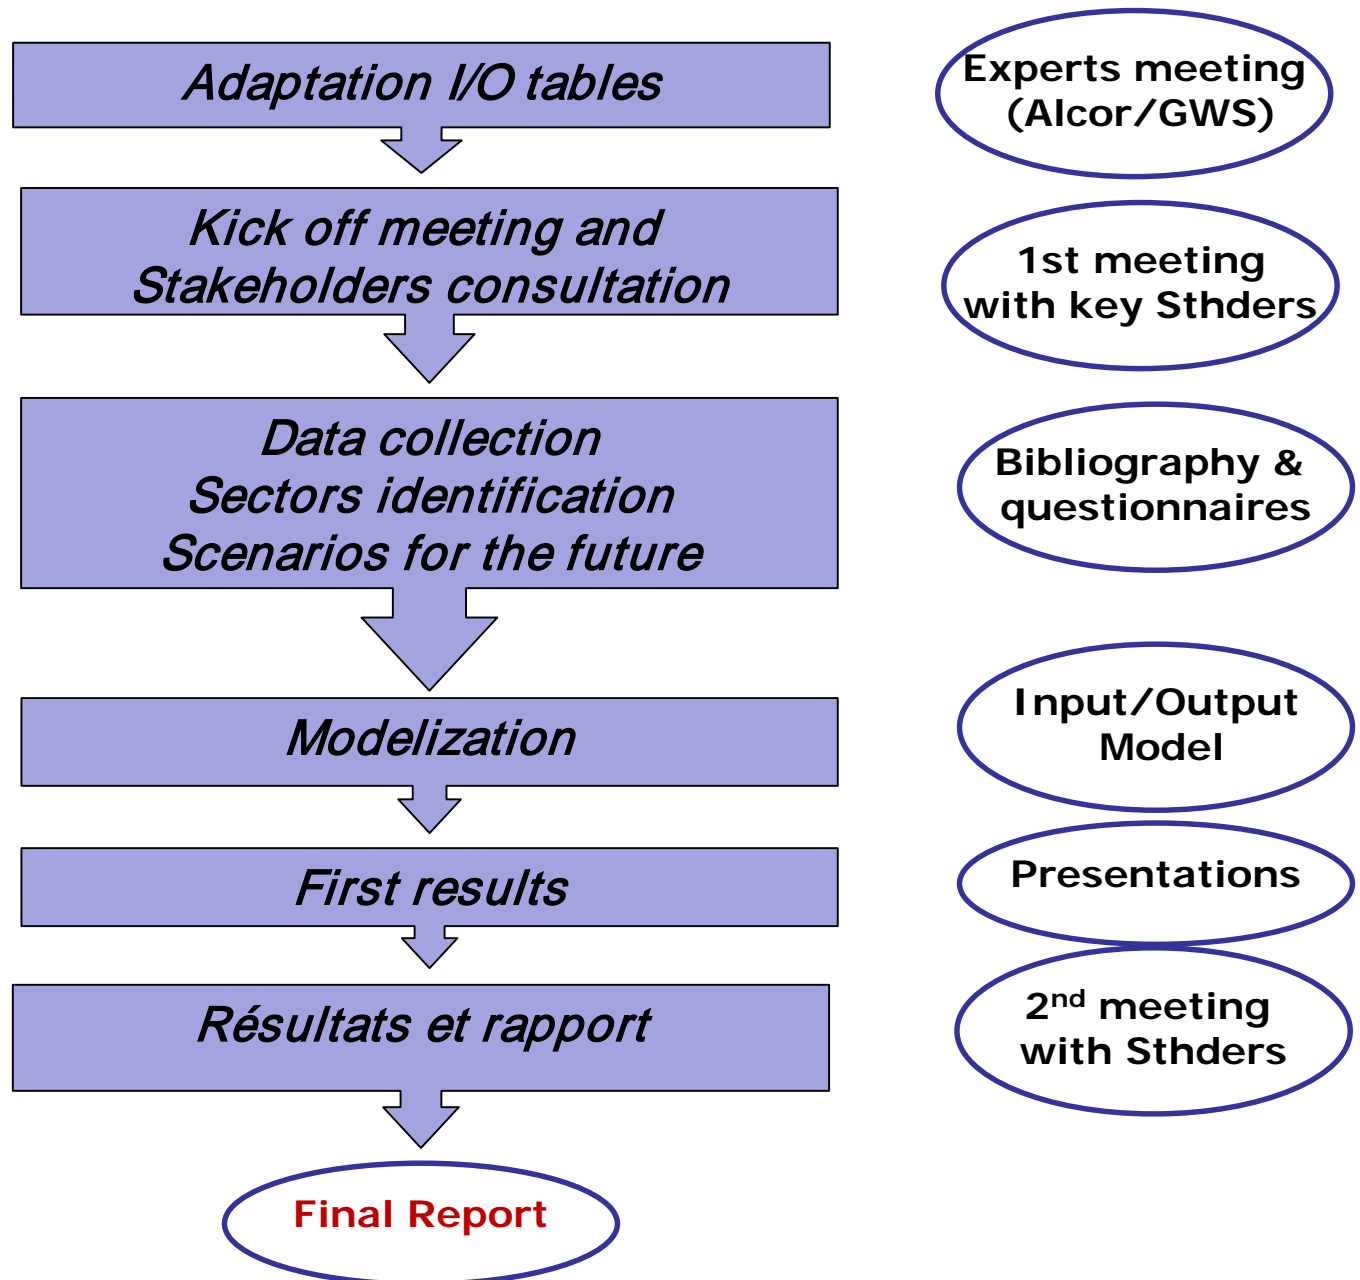 Adaptation I/O tables
Experts meeting
(Alcor/GWS)
Kick off meeting and
Stakeholders consultation
1st meeting
with key Sthders
Data collection
Sectors identification
Scenarios for the future
Bibliography &
questionnaires
Modelization
Input/Output
Model
First results
Presentations
Résultats et rapport
2nd meeting
with Sthders
Final Report